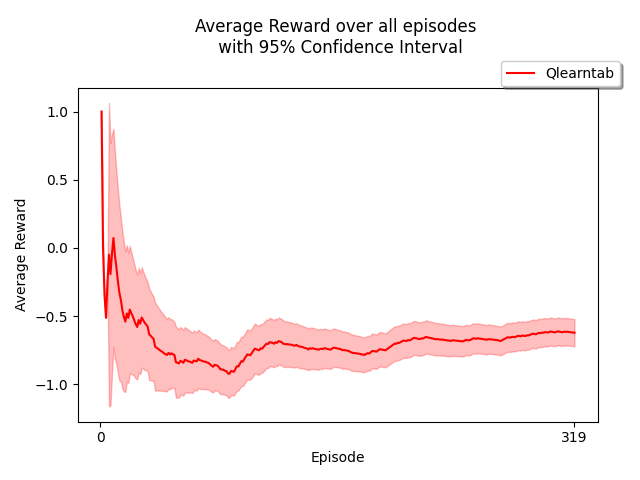 Average Reward over all episodes
with 95% Confidence Interval
Qlearntab
1.0
0.5
0.0
−0.5
−1.0
Average Reward
0
319
Episode